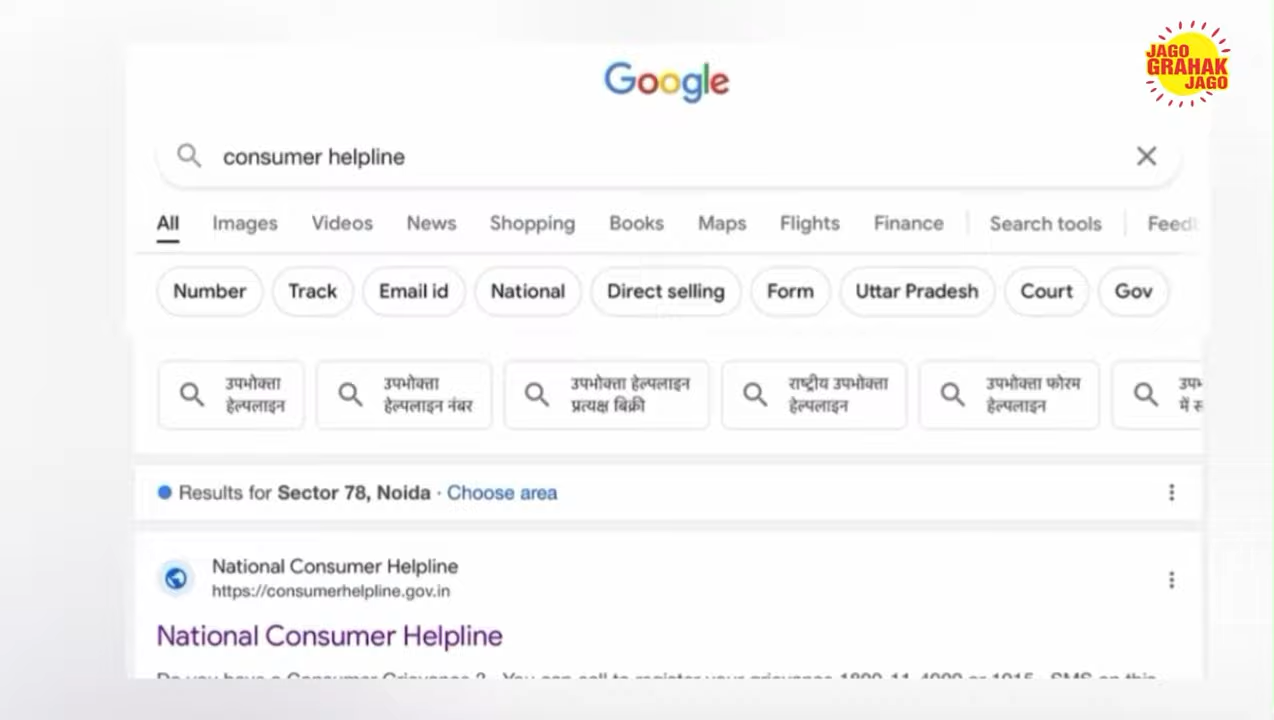 JAGO
GRAHAK
JAGO
Google
consumer helpline
All Images Videos News Shopping Books Maps Flights Finance Search tools
Number Track Email id National Direct selling Form Uttar Pradesh Court Gov
उपभोक्ता
हेल्पलाइन
उपभोक्ता
हेल्पलाइन नंबर
उपभोक्ता हेल्पलाइन
प्रत्यक्ष बिक्री
राष्ट्रीय उपभोक्ता
हेल्पलाइन
उपभोक्ता फोरम
हेल्पलाइन
में
Results for Sector 78, Noida · Choose area
National Consumer Helpline
https://consumerhelpline.gov.in
National Consumer Helpline